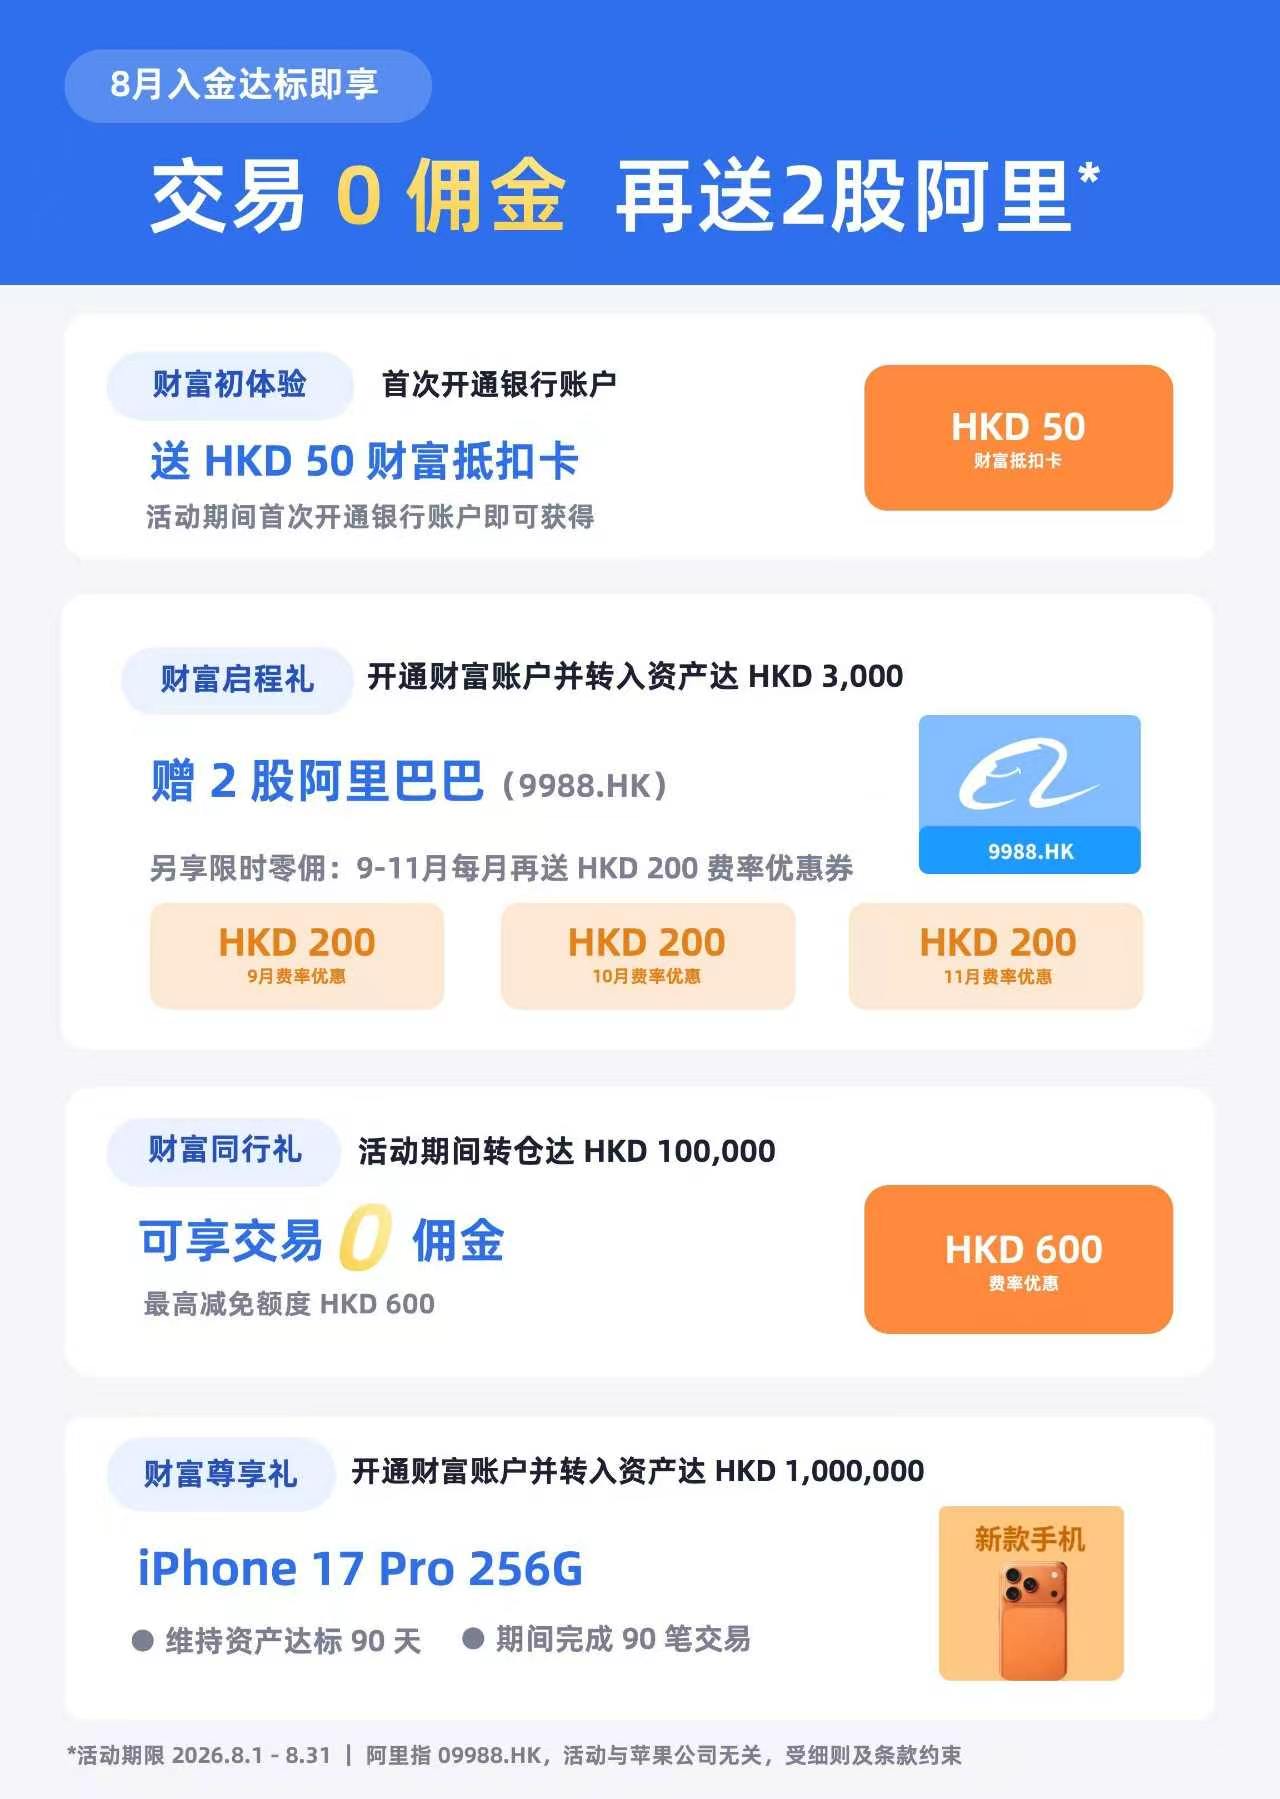 8月入金达标即享
交易 0 佣金 再送2股阿里*
财富初体验 首次开通银行账户
送 HKD 50 财富抵扣卡
活动期间首次开通银行账户即可获得
HKD 50
财富抵扣卡
财富启程礼 开通财富账户并转入资产达 HKD 3,000
赠 2 股阿里巴巴（9988.HK）
9988.HK
另享限时零佣：9-11月每月再送 HKD 200 费率优惠券
HKD 200
9月费率优惠
HKD 200
10月费率优惠
HKD 200
11月费率优惠
财富同行礼 活动期间转仓达 HKD 100,000
可享交易 0 佣金
最高减免额度 HKD 600
HKD 600
费率优惠
财富尊享礼 开通财富账户并转入资产达 HKD 1,000,000
iPhone 17 Pro 256G
● 维持资产达标 90 天 ● 期间完成 90 笔交易
新款手机
*活动期限 2026.8.1 - 8.31 ｜ 阿里指 09988.HK，活动与苹果公司无关，受细则及条款约束